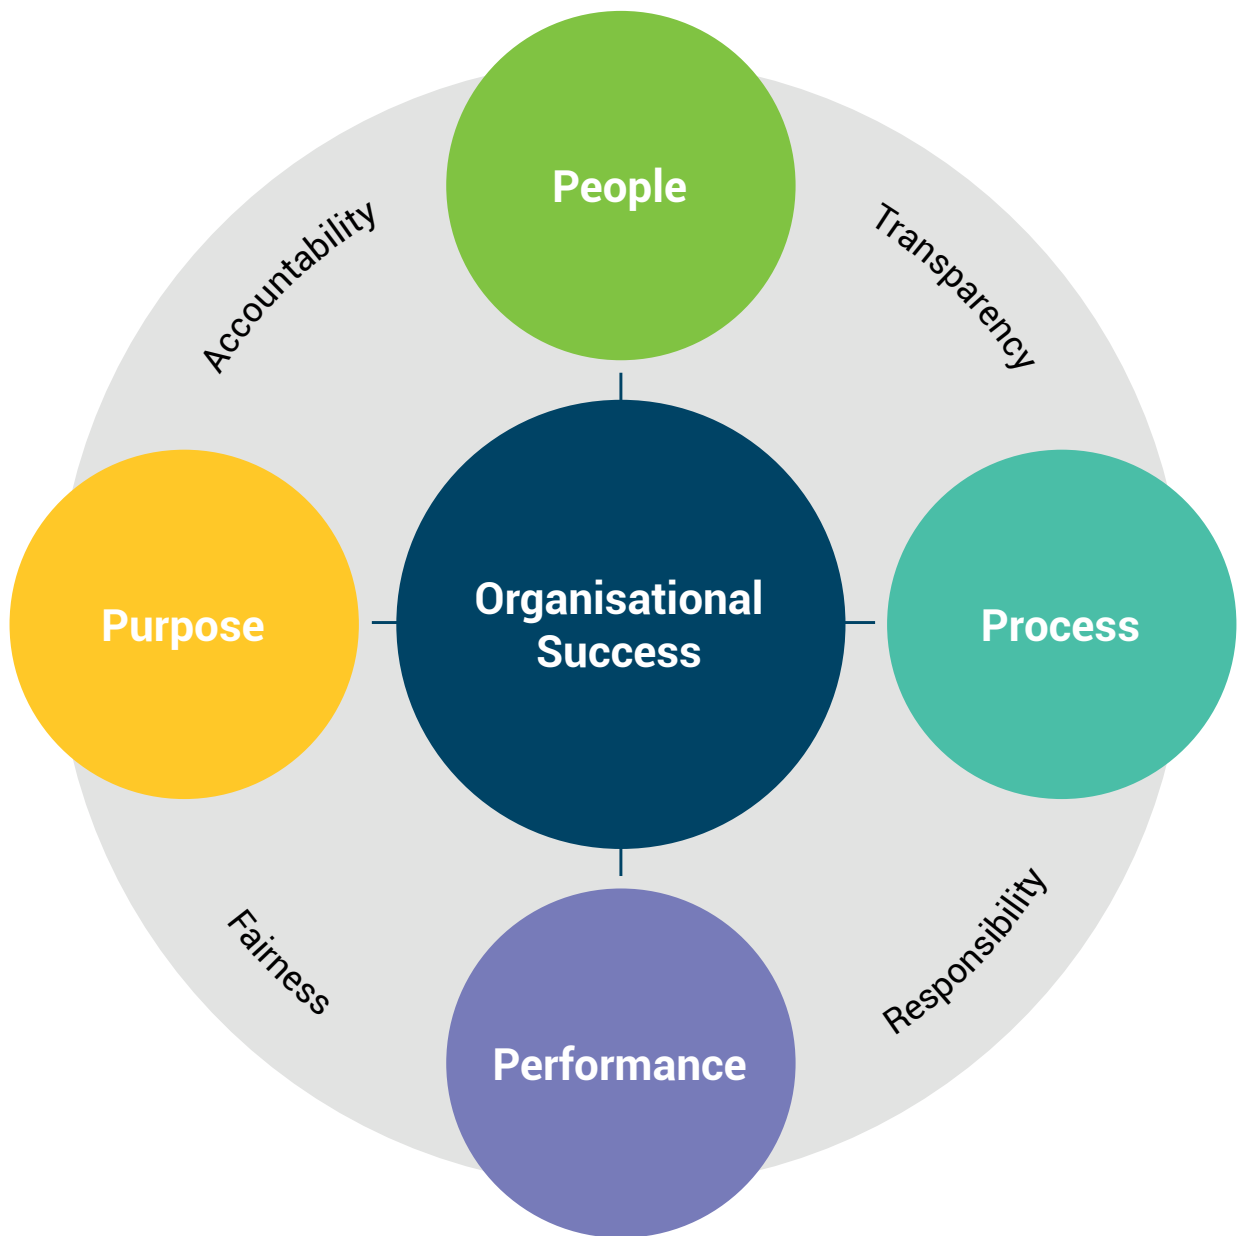 People
Accountability
Transparency
Purpose
Organisational
Success
Process
Fairness
Responsibility
Performance